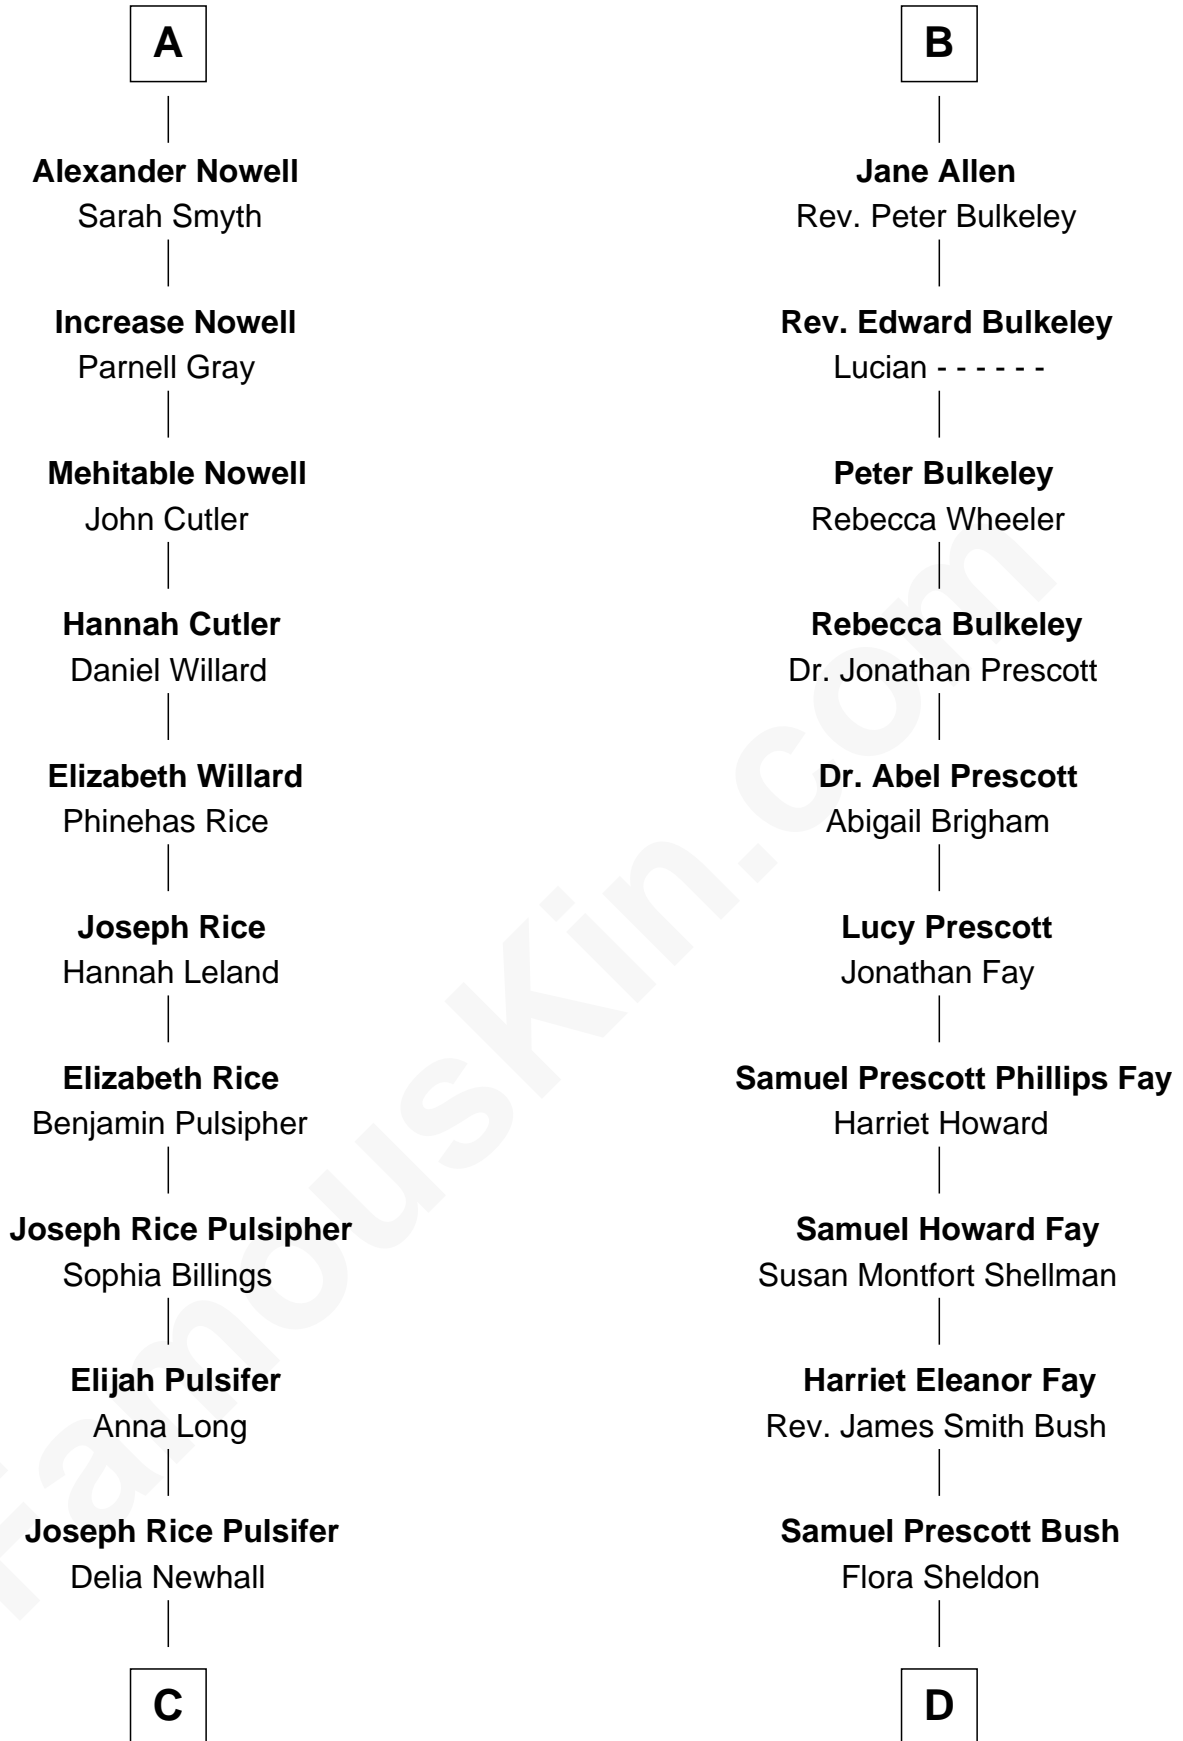 A
Alexander Nowell
Sarah Smyth
Increase Nowell
Parnell Gray
Mehitable Nowell
John Cutler
Hannah Cutler
Daniel Willard
Elizabeth Willard
Phinehas Rice
Joseph Rice
Hannah Leland
Elizabeth Rice
Benjamin Pulsipher
Joseph Rice Pulsipher
Sophia Billings
Elijah Pulsifer
Anna Long
Joseph Rice Pulsifer
Delia Newhall
C
B
Jane Allen
Rev. Peter Bulkeley
Rev. Edward Bulkeley
Lucian - - - - - -
Peter Bulkeley
Rebecca Wheeler
Rebecca Bulkeley
Dr. Jonathan Prescott
Dr. Abel Prescott
Abigail Brigham
Lucy Prescott
Jonathan Fay
Samuel Prescott Phillips Fay
Harriet Howard
Samuel Howard Fay
Susan Montfort Shellman
Harriet Eleanor Fay
Rev. James Smith Bush
Samuel Prescott Bush
Flora Sheldon
D
FamousKin.com